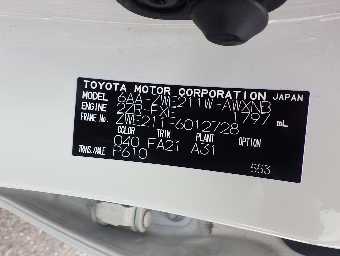 TOYOTA MOTOR CORPORATION JAPAN
MODEL 6AA-ZWE211W-AWXNB
ENGINE 2ZR-FXE 1797 mL
FRAME No. ZWE211-6012728
COLOR TRIM PLANT OPTION
040 FA21 A31
TRANS./AXLE P610
553